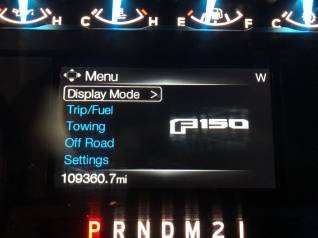 H C H E F C H
Menu W
Display Mode >
Trip/Fuel
Towing F150
Off Road
Settings
109360.7mi
P R N D M 2 1